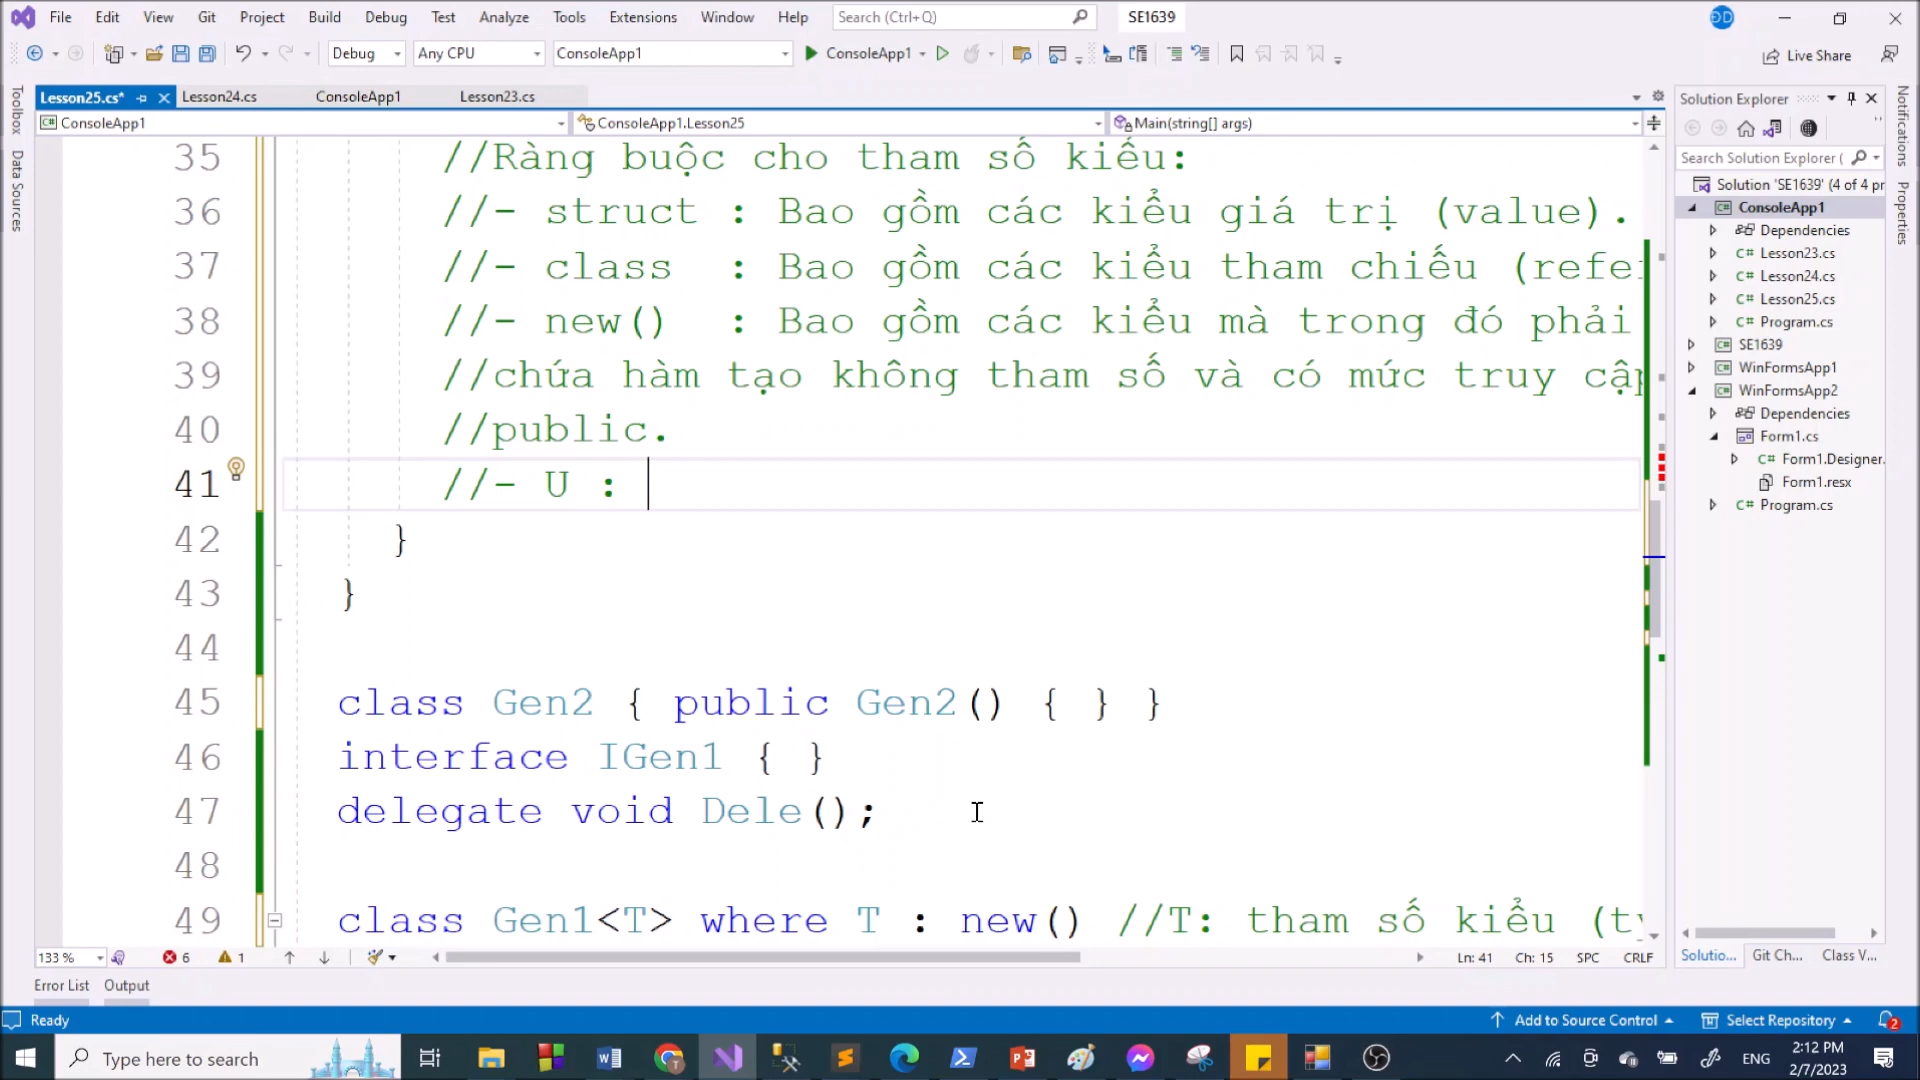 File Edit View Git Project Build Debug Test Analyze Tools Extensions Window Help Search (Ctrl+Q) SE1639 ĐD
Debug Any CPU ConsoleApp1 ConsoleApp1 Live Share
Lesson25.cs* Lesson24.cs ConsoleApp1 Lesson23.cs
ConsoleApp1 ConsoleApp1.Lesson25 Main(string[] args)
Toolbox
Data Sources
35 //Ràng buộc cho tham số kiểu:
36 //- struct : Bao gồm các kiểu giá trị (value).
37 //- class : Bao gồm các kiểu tham chiếu (refe
38 //- new() : Bao gồm các kiểu mà trong đó phải
39 //chứa hàm tạo không tham số và có mức truy cập
40 //public.
41 //- U :
42 }
43 }
44
45 class Gen2 { public Gen2() { } }
46 interface IGen1 { }
47 delegate void Dele();
48
49 class Gen1<T> where T : new() //T: tham số kiểu (ty
133 % 6 1 Ln: 41 Ch: 15 SPC CRLF
Error List Output
Solution Explorer
Search Solution Explorer (
Solution 'SE1639' (4 of 4 pr
ConsoleApp1
Dependencies
C# Lesson23.cs
C# Lesson24.cs
C# Lesson25.cs
C# Program.cs
SE1639
WinFormsApp1
WinFormsApp2
Dependencies
Form1.cs
C# Form1.Designer.
Form1.resx
C# Program.cs
Solutio... Git Ch... Class V...
Notifications
Properties
Ready Add to Source Control Select Repository 2
Type here to search ENG 2:12 PM
2/7/2023